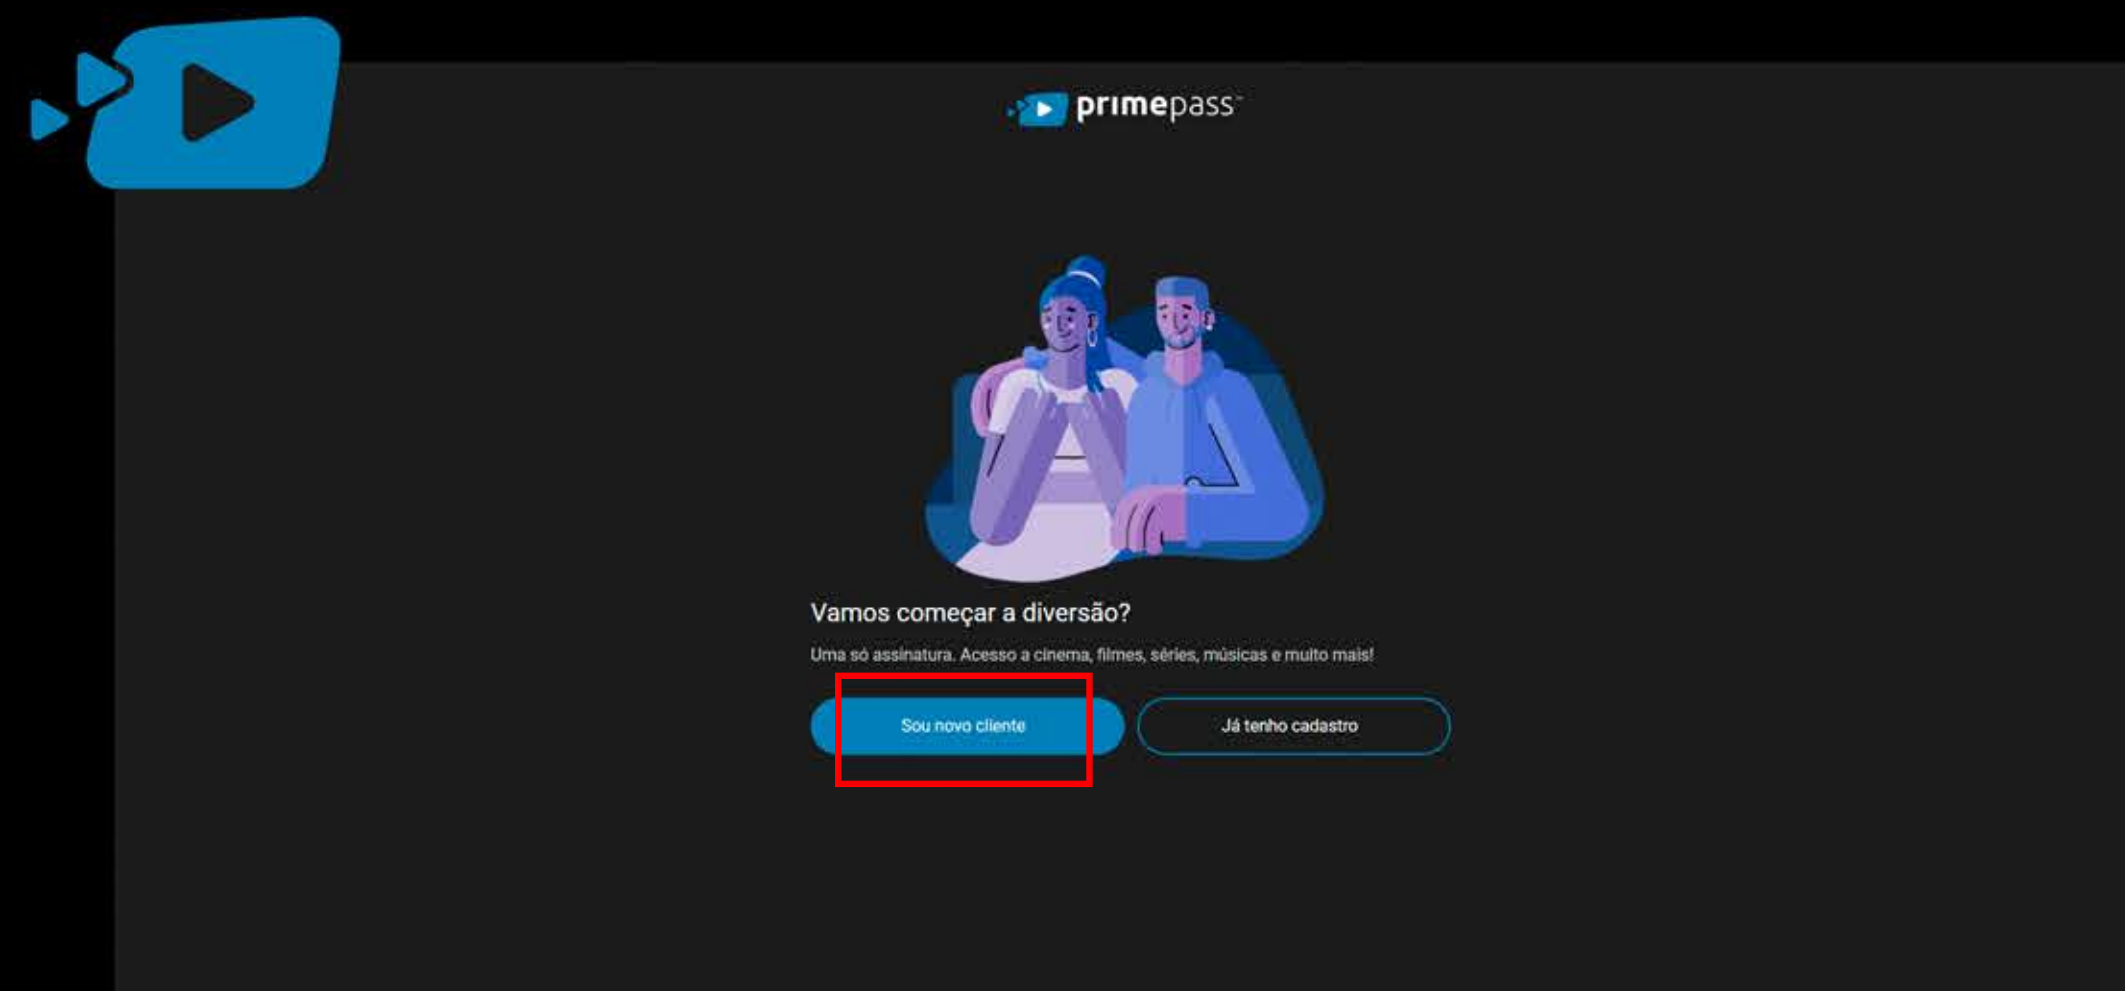 primepass™
Vamos começar a diversão?
Uma só assinatura. Acesso a cinema, filmes, séries, músicas e muito mais!
Sou novo cliente
Já tenho cadastro